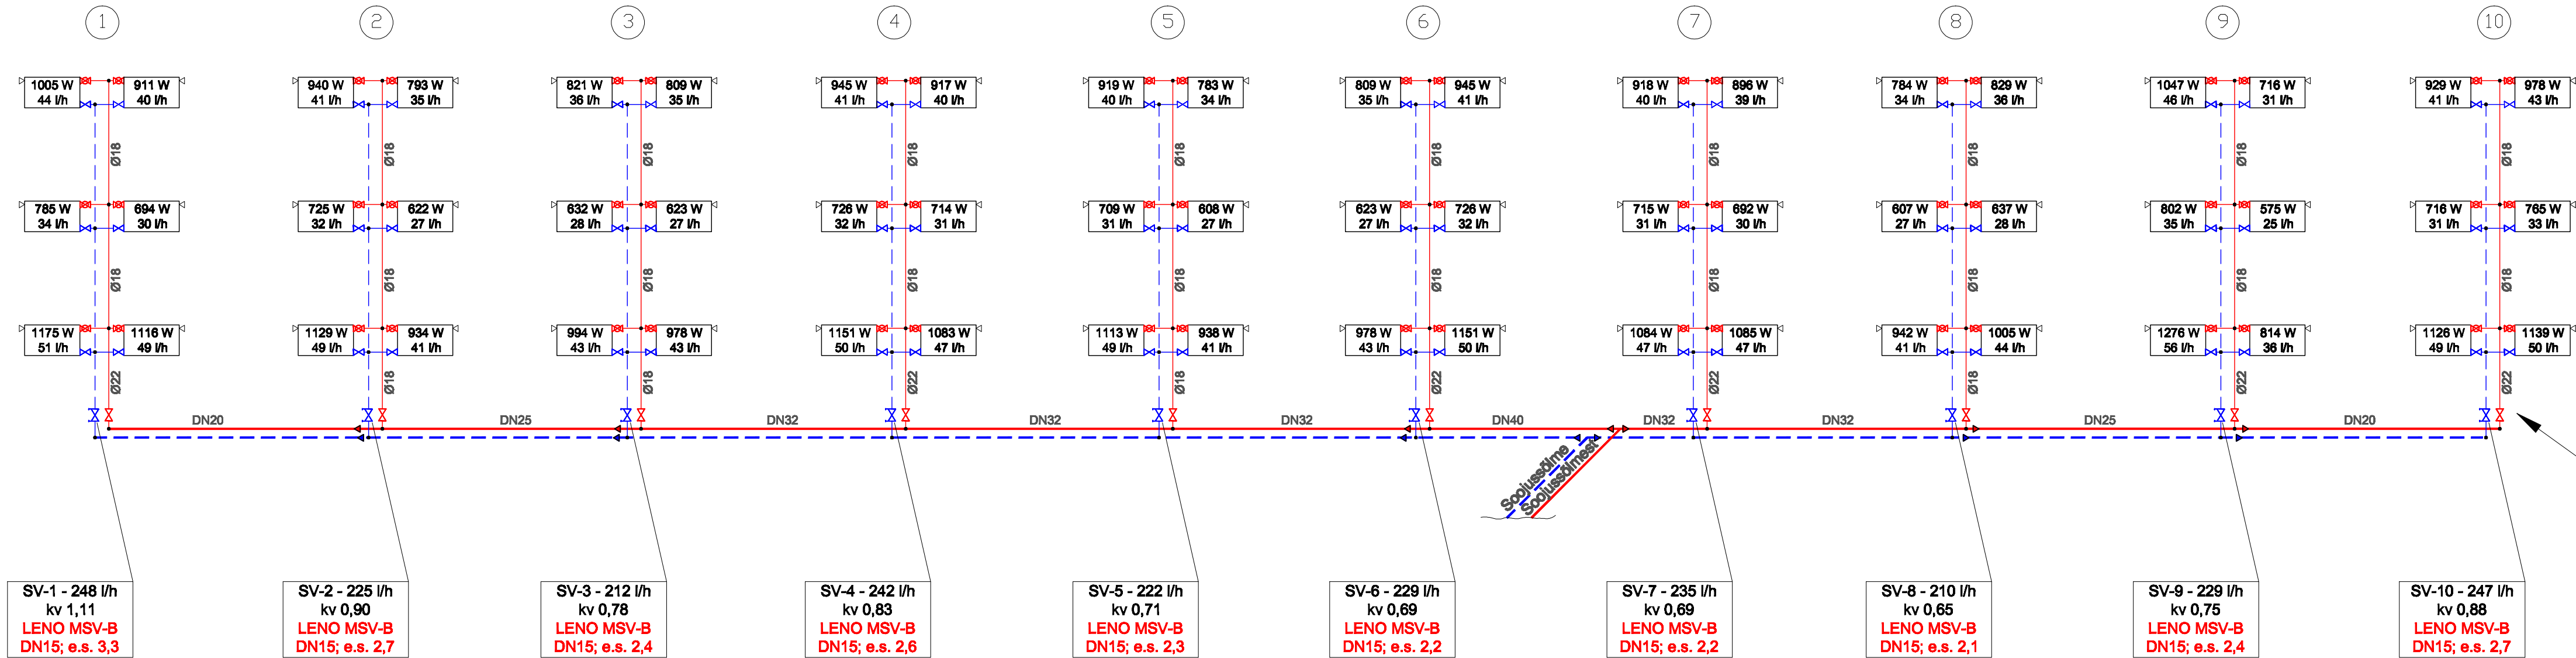 1 2 3 4 5 6 7 8 9 10
1005 W 911 W 940 W 793 W 821 W 809 W 945 W 917 W 919 W 783 W 809 W 945 W 918 W 896 W 784 W 829 W 1047 W 716 W 929 W 978 W
44 l/h 40 l/h 41 l/h 35 l/h 36 l/h 35 l/h 41 l/h 40 l/h 40 l/h 34 l/h 35 l/h 41 l/h 40 l/h 39 l/h 34 l/h 36 l/h 46 l/h 31 l/h 41 l/h 43 l/h
Ø18 Ø18 Ø18 Ø18 Ø18 Ø18 Ø18 Ø18 Ø18 Ø18
785 W 694 W 725 W 622 W 632 W 623 W 726 W 714 W 709 W 608 W 623 W 726 W 715 W 692 W 607 W 637 W 802 W 575 W 716 W 765 W
34 l/h 30 l/h 32 l/h 27 l/h 28 l/h 27 l/h 32 l/h 31 l/h 31 l/h 27 l/h 27 l/h 32 l/h 31 l/h 30 l/h 27 l/h 28 l/h 35 l/h 25 l/h 31 l/h 33 l/h
Ø18 Ø18 Ø18 Ø18 Ø18 Ø18 Ø18 Ø18 Ø18 Ø18
1175 W 1116 W 1129 W 934 W 994 W 978 W 1151 W 1083 W 1113 W 938 W 978 W 1151 W 1084 W 1085 W 942 W 1005 W 1276 W 814 W 1126 W 1139 W
51 l/h 49 l/h 49 l/h 41 l/h 43 l/h 43 l/h 50 l/h 47 l/h 49 l/h 41 l/h 43 l/h 50 l/h 47 l/h 47 l/h 41 l/h 44 l/h 56 l/h 36 l/h 49 l/h 50 l/h
Ø22 Ø18 Ø18 Ø22 Ø18 Ø22 Ø22 Ø18 Ø22 Ø22
DN20 DN25 DN32 DN32 DN32 DN40 DN32 DN32 DN25 DN20
Soojussõlme
Soojussõlmest
SV-1 - 248 l/h
kv 1,11
LENO MSV-B
DN15; e.s. 3,3
SV-2 - 225 l/h
kv 0,90
LENO MSV-B
DN15; e.s. 2,7
SV-3 - 212 l/h
kv 0,78
LENO MSV-B
DN15; e.s. 2,4
SV-4 - 242 l/h
kv 0,83
LENO MSV-B
DN15; e.s. 2,6
SV-5 - 222 l/h
kv 0,71
LENO MSV-B
DN15; e.s. 2,3
SV-6 - 229 l/h
kv 0,69
LENO MSV-B
DN15; e.s. 2,2
SV-7 - 235 l/h
kv 0,69
LENO MSV-B
DN15; e.s. 2,2
SV-8 - 210 l/h
kv 0,65
LENO MSV-B
DN15; e.s. 2,1
SV-9 - 229 l/h
kv 0,75
LENO MSV-B
DN15; e.s. 2,4
SV-10 - 247 l/h
kv 0,88
LENO MSV-B
DN15; e.s. 2,7